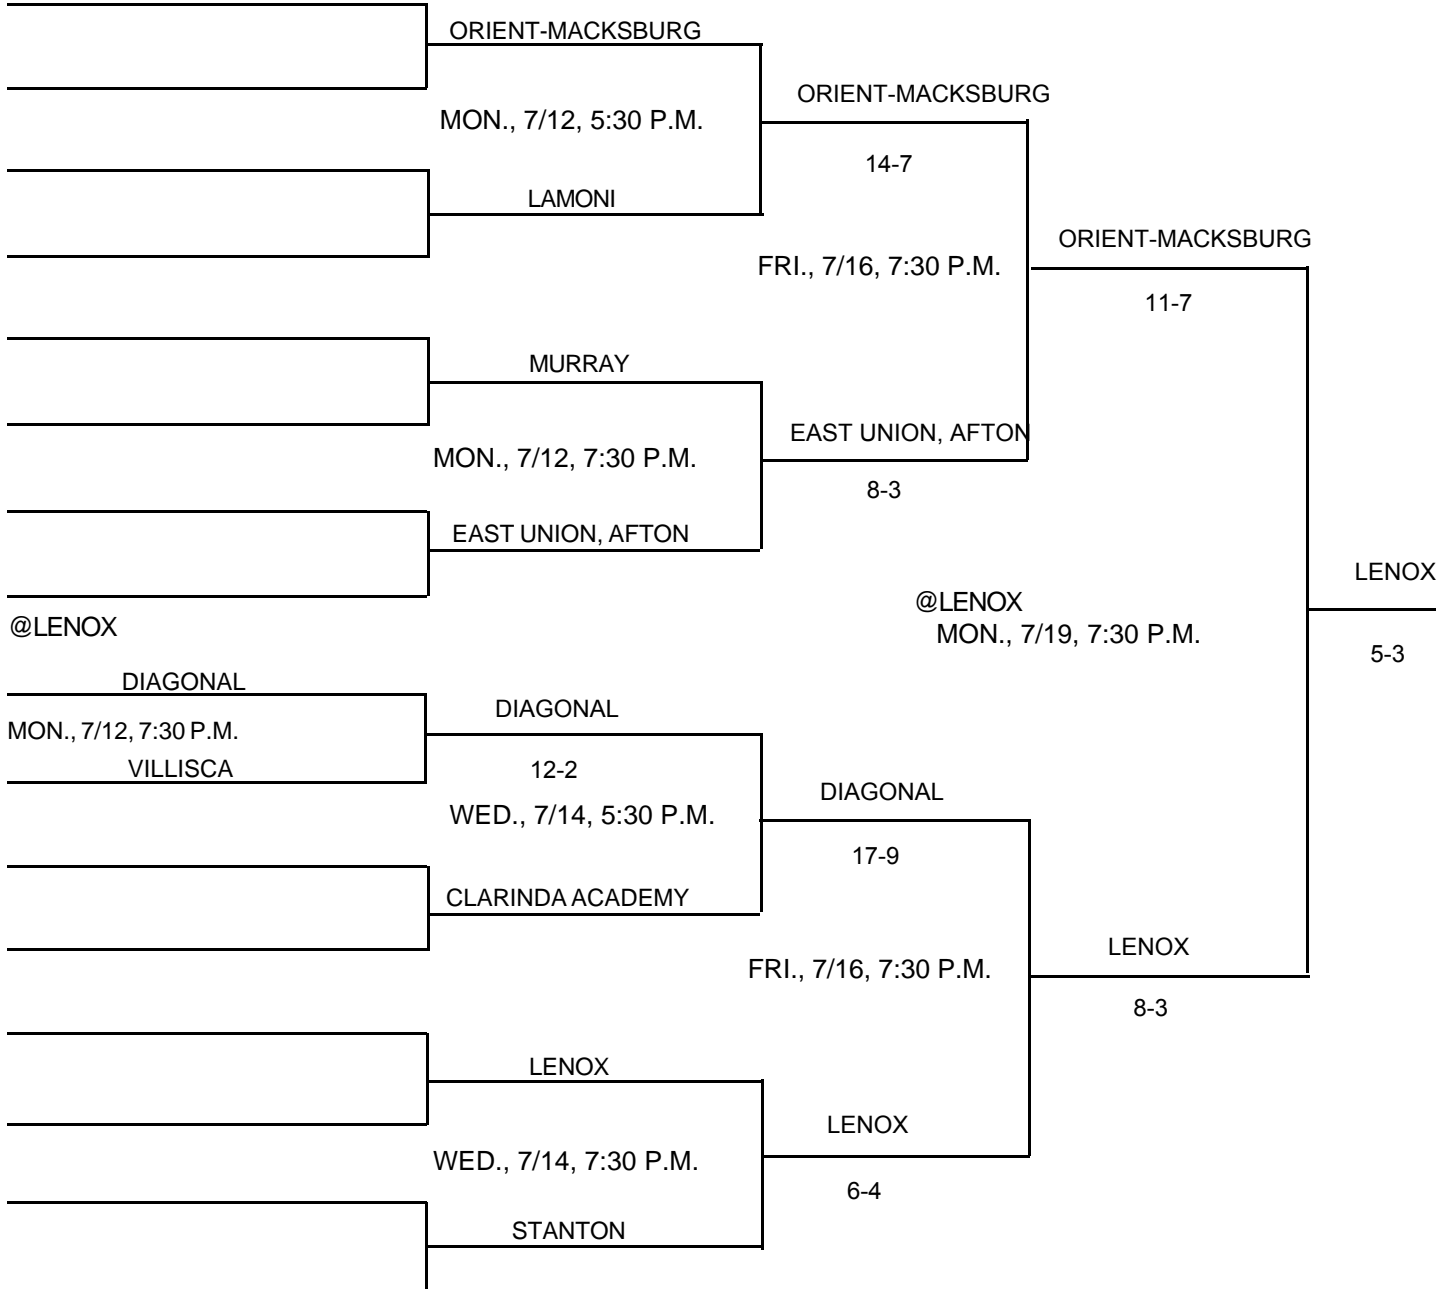 ORIENT-MACKSBURG
MON., 7/12, 5:30 P.M.
LAMONI
ORIENT-MACKSBURG
14-7
FRI., 7/16, 7:30 P.M.
ORIENT-MACKSBURG
11-7
MURRAY
MON., 7/12, 7:30 P.M.
EAST UNION, AFTON
EAST UNION, AFTON
8-3
@LENOX
MON., 7/19, 7:30 P.M.
LENOX
5-3
@LENOX
DIAGONAL
MON., 7/12, 7:30 P.M.
VILLISCA
DIAGONAL
12-2
WED., 7/14, 5:30 P.M.
CLARINDA ACADEMY
DIAGONAL
17-9
FRI., 7/16, 7:30 P.M.
LENOX
8-3
LENOX
WED., 7/14, 7:30 P.M.
STANTON
LENOX
6-4